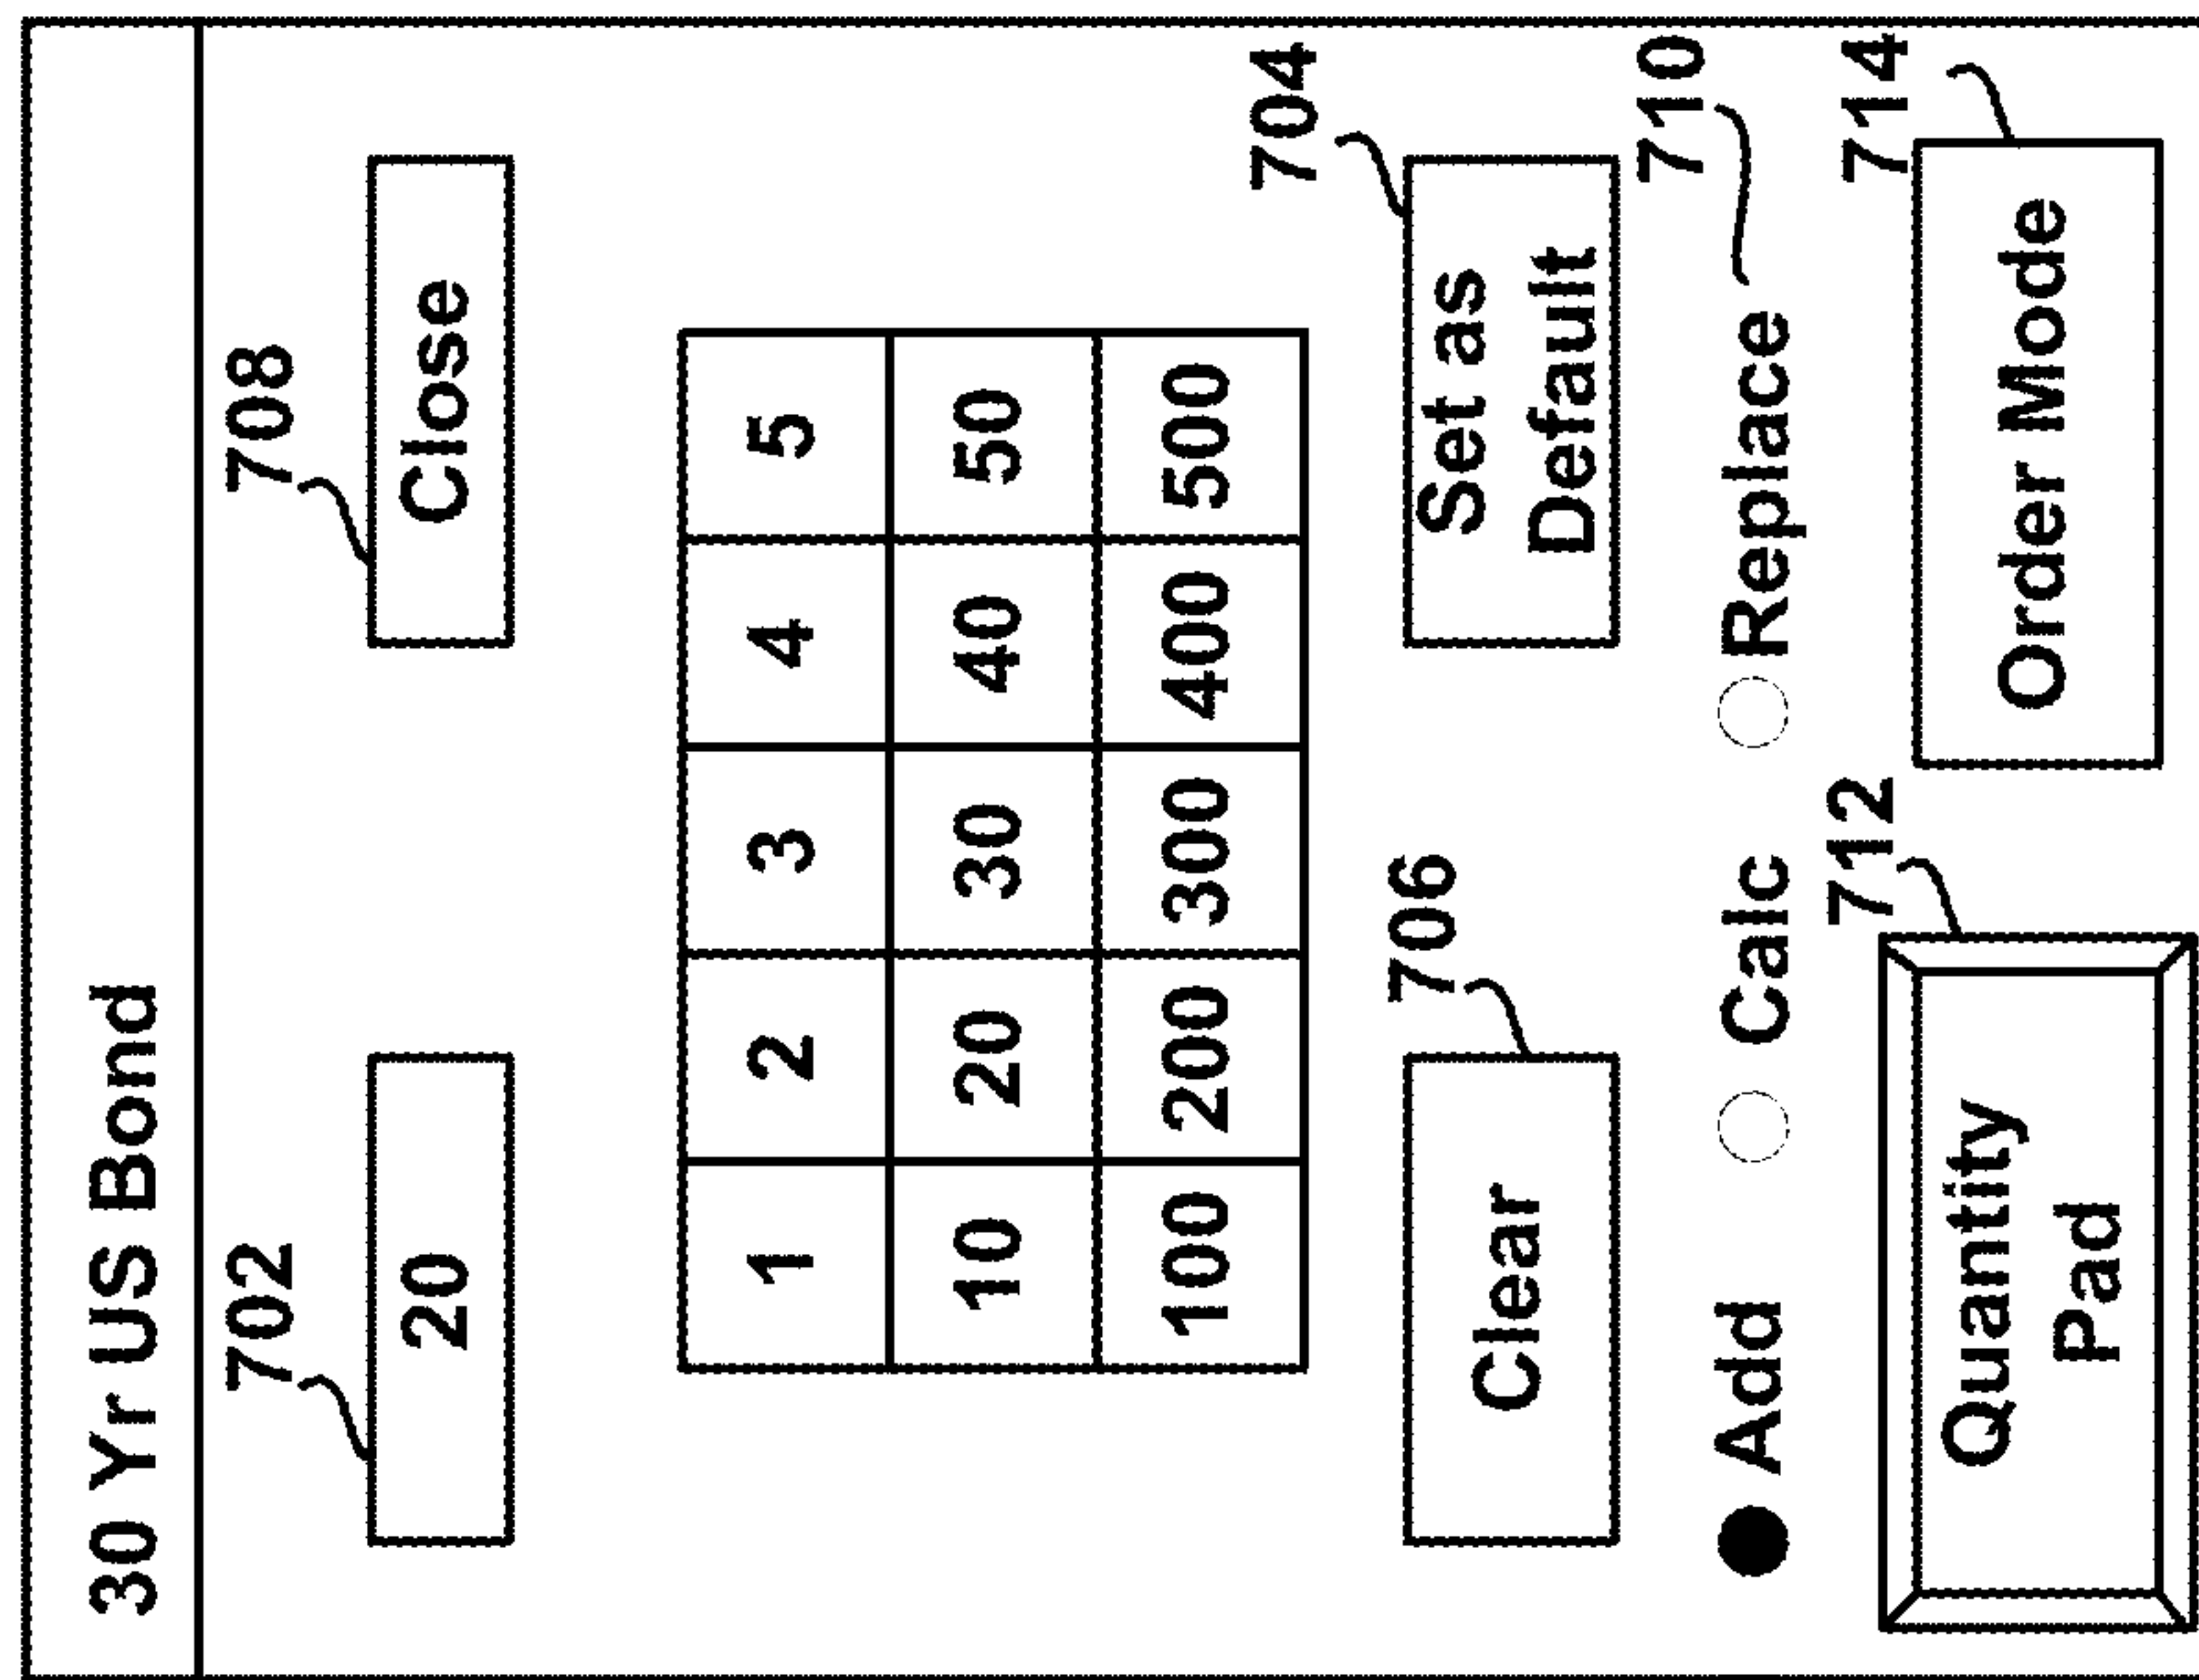 30 Yr US Bond
702 708
20 Close
1 2 3 4 5
10 20 30 40 50
100 200 300 400 500
704
706
Clear Set as
Default
710
Add Calc Replace
712 714
Quantity
Pad
Order Mode